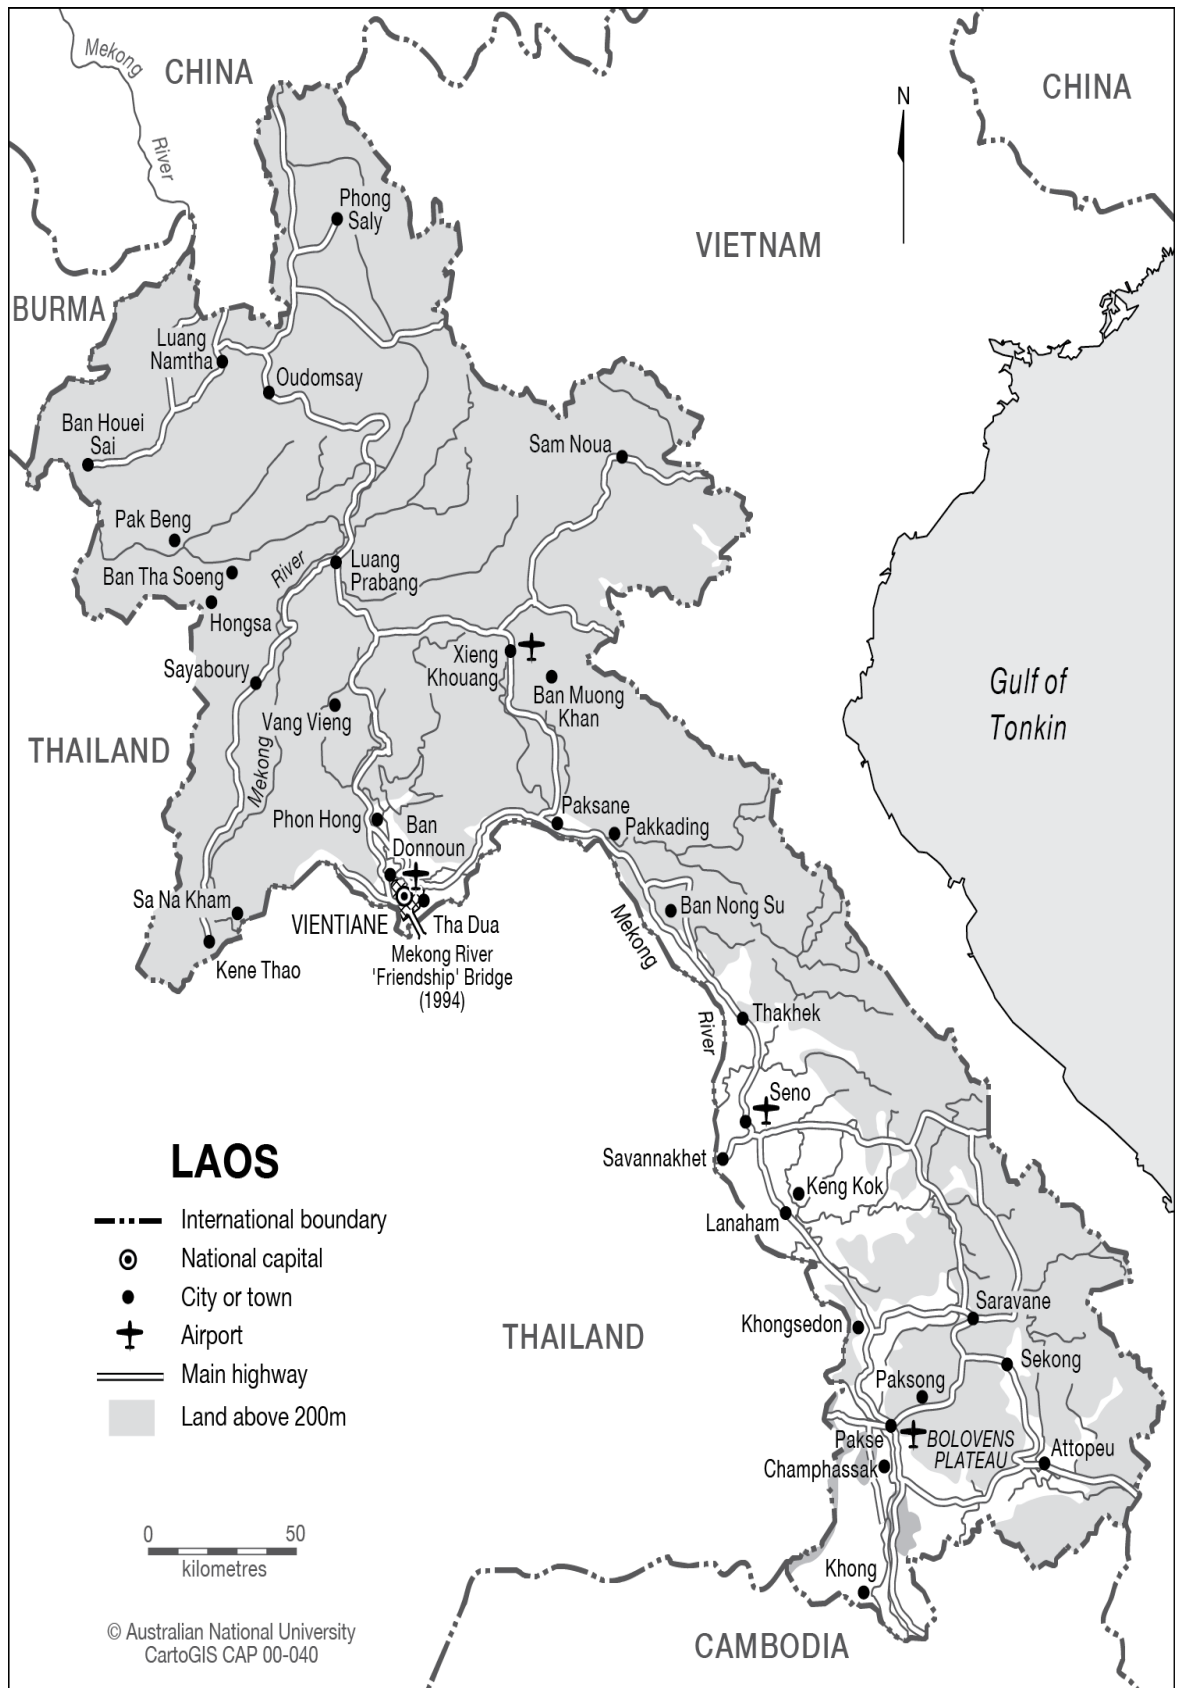 Mekong
River
CHINA
CHINA
N
Phong
Saly
VIETNAM
BURMA
Luang
Namtha
Oudomsay
Ban Houei
Sai
Sam Noua
Pak Beng
Ban Tha Soeng
River
Luang
Prabang
Hongsa
Xieng
Khouang
Sayaboury
Ban Muong
Khan
Gulf of
Tonkin
Vang Vieng
THAILAND
Mekong
Phon Hong
Paksane
Ban
Donnoun
Pakkading
Sa Na Kham
VIENTIANE
Tha Dua
Ban Nong Su
Mekong
River
Kene Thao
Mekong River
'Friendship' Bridge
(1994)
Thakhek
Seno
Savannakhet
Keng Kok
Lanaham
LAOS
International boundary
National capital
City or town
Airport
Main highway
Land above 200m
Saravane
Khongsedon
THAILAND
Sekong
Paksong
Pakse
BOLOVENS
PLATEAU
Attopeu
Champhassak
0 50
kilometres
Khong
© Australian National University
CartoGIS CAP 00-040
CAMBODIA